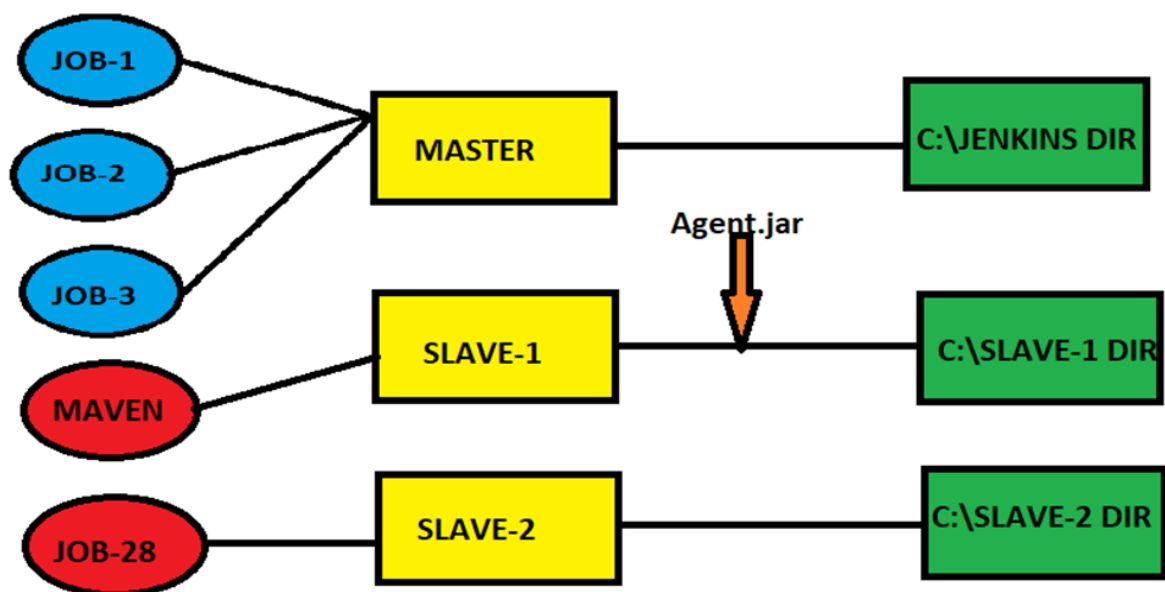 JOB-1
MASTER
C:\JENKINS DIR
JOB-2
Agent.jar
JOB-3
SLAVE-1
C:\SLAVE-1 DIR
MAVEN
SLAVE-2
C:\SLAVE-2 DIR
JOB-28